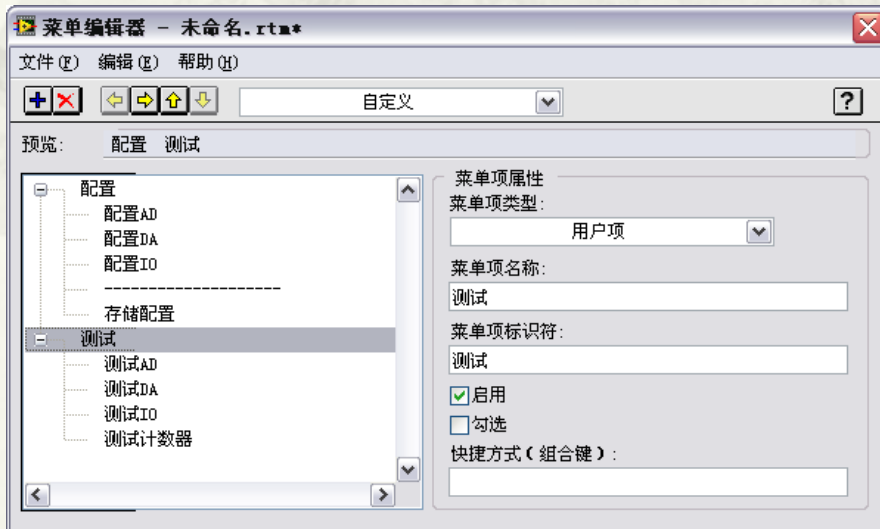 菜单编辑器 - 未命名.rtm*
文件(F) 编辑(E) 帮助(H)
自定义
?
预览: 配置 测试
配置
配置AD
配置DA
配置IO
--------------------
存储配置
测试
测试AD
测试DA
测试IO
测试计数器
菜单项属性
菜单项类型:
用户项
菜单项名称:
测试
菜单项标识符:
测试
启用
勾选
快捷方式(组合键):